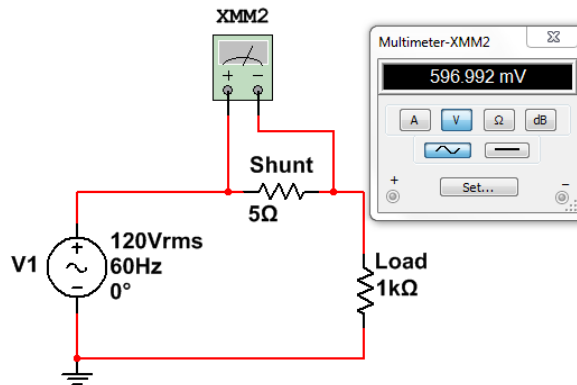 XMM2
+ −
Multimeter-XMM2
596.992 mV
A V Ω dB
+ Set... −
Shunt
5Ω
V1
+
−
120Vrms
60Hz
0°
Load
1kΩ